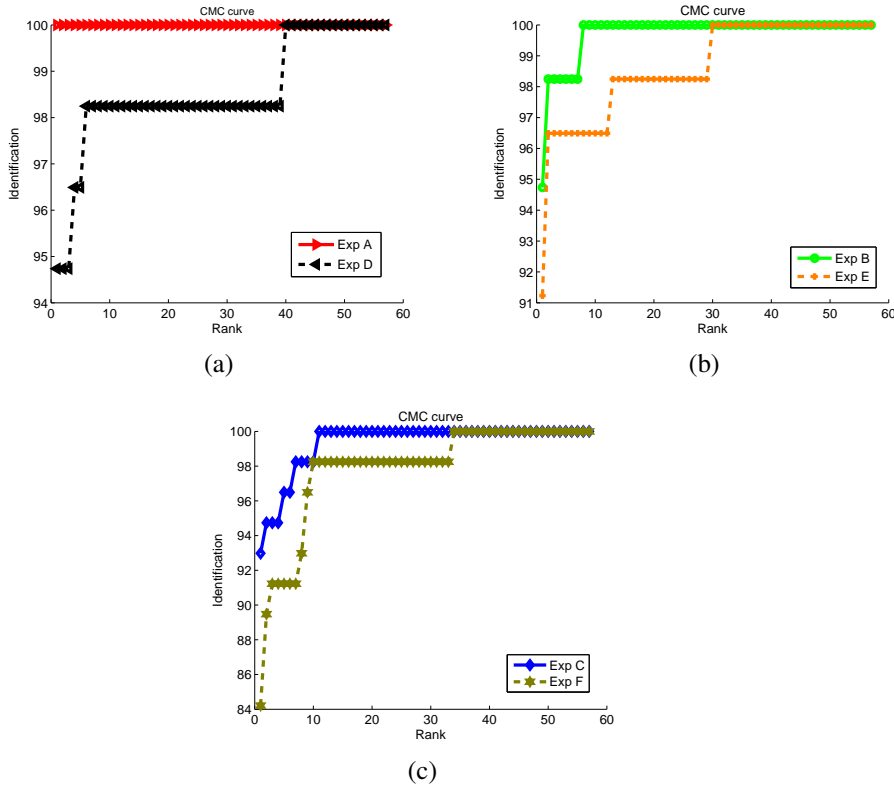 CMC curve
100
99
98
97
96
95
94
Identification
0
10
20
30
40
50
60
Rank
Exp A
Exp D
(a)
CMC curve
100
99
98
97
96
95
94
93
92
91
Identification
0
10
20
30
40
50
60
Rank
Exp B
Exp E
(b)
CMC curve
100
98
96
94
92
90
88
86
84
Identification
0
10
20
30
40
50
60
Rank
Exp C
Exp F
(c)